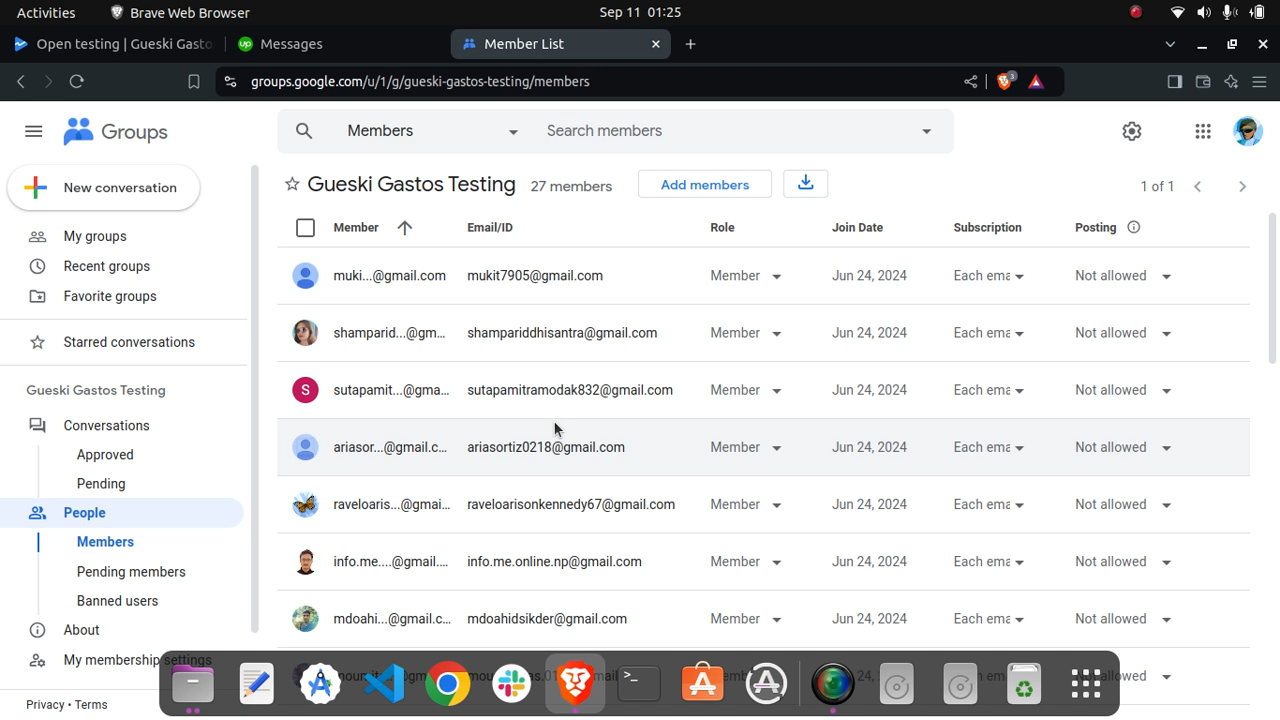 Activities Brave Web Browser Sep 11 01:25
Open testing | Gueski Gasto Messages Member List
groups.google.com/u/1/g/gueski-gastos-testing/members 3
Groups Members Search members
New conversation
My groups
Recent groups
Favorite groups
Starred conversations
Gueski Gastos Testing
Conversations
Approved
Pending
People
Members
Pending members
Banned users
About
My membership settings
Privacy • Terms
Gueski Gastos Testing 27 members Add members 1 of 1
Member Email/ID Role Join Date Subscription Posting
muki...@gmail.com mukit7905@gmail.com Member Jun 24, 2024 Each ema Not allowed
shamparid...@gm... shampariddhisantra@gmail.com Member Jun 24, 2024 Each ema Not allowed
S sutapamit...@gma... sutapamitramodak832@gmail.com Member Jun 24, 2024 Each ema Not allowed
ariasor...@gmail.c... ariasortiz0218@gmail.com Member Jun 24, 2024 Each ema Not allowed
raveloaris...@gmai... raveloarisonkennedy67@gmail.com Member Jun 24, 2024 Each ema Not allowed
info.me....@gmail.... info.me.online.np@gmail.com Member Jun 24, 2024 Each ema Not allowed
mdoahi...@gmail.c... mdoahidsikder@gmail.com Member Jun 24, 2024 Each ema Not allowed